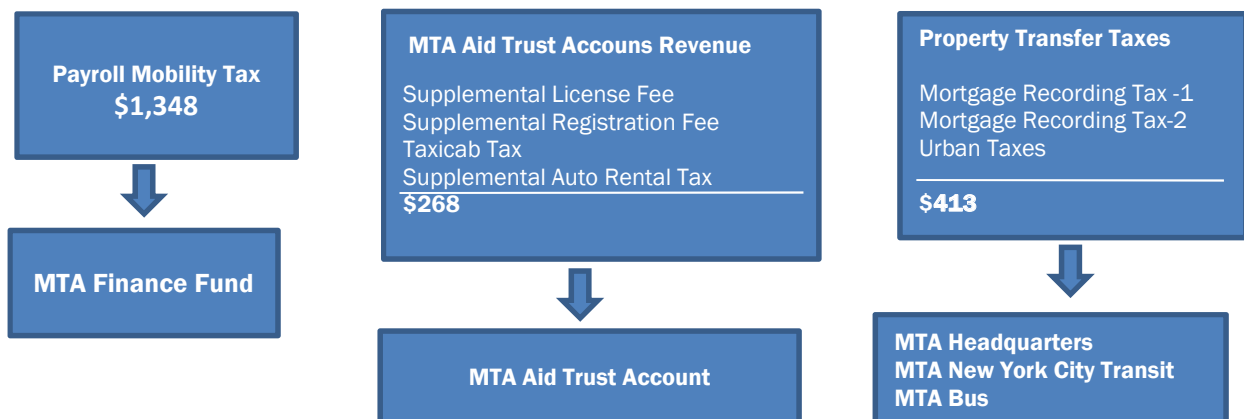 Payroll Mobility Tax
$1,348
MTA Finance Fund
MTA Aid Trust Accouns Revenue
Supplemental License Fee
Supplemental Registration Fee
Taxicab Tax
Supplemental Auto Rental Tax
$268
MTA Aid Trust Account
Property Transfer Taxes
Mortgage Recording Tax -1
Mortgage Recording Tax-2
Urban Taxes
$413
MTA Headquarters
MTA New York City Transit
MTA Bus